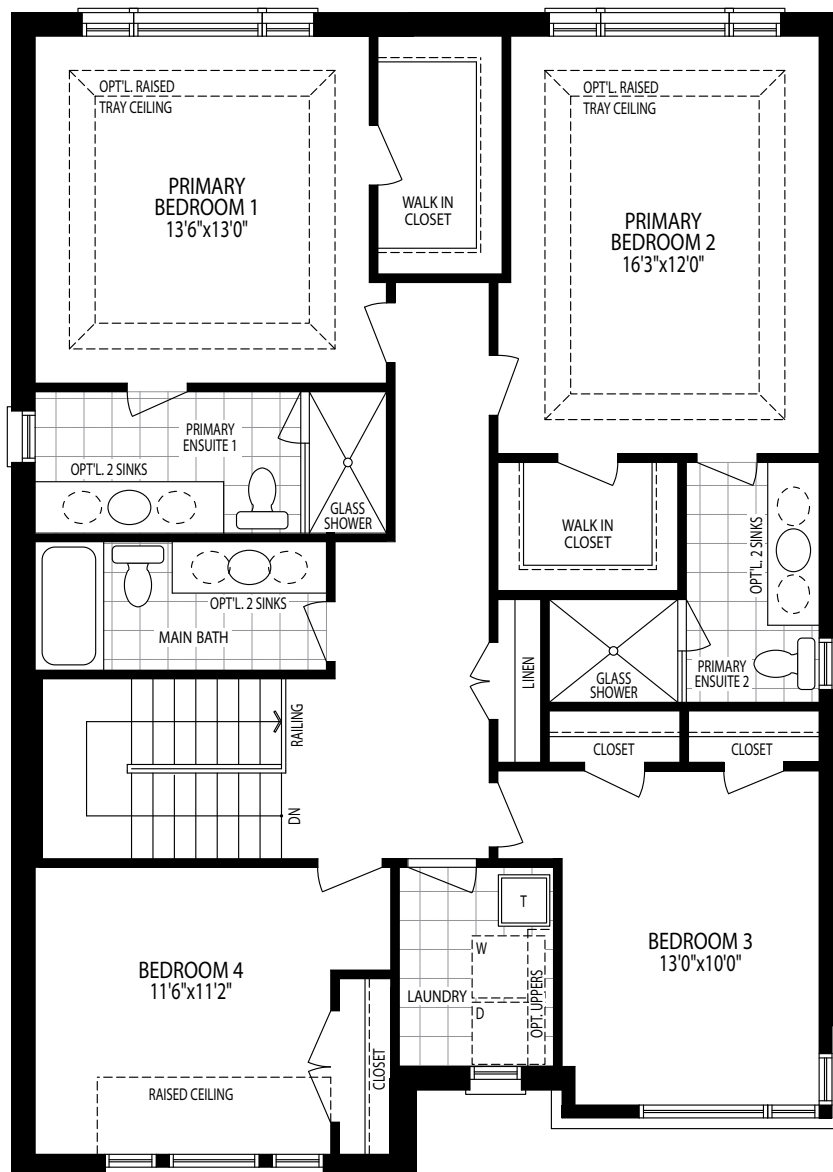 OPT'L. RAISED
TRAY CEILING
PRIMARY
BEDROOM 1
13'6"x13'0"
WALK IN
CLOSET
OPT'L. RAISED
TRAY CEILING
PRIMARY
BEDROOM 2
16'3"x12'0"
PRIMARY
ENSUITE 1
OPT'L. 2 SINKS
GLASS
SHOWER
WALK IN
CLOSET
OPT'L. 2 SINKS
OPT'L. 2 SINKS
MAIN BATH
LINEN
GLASS
SHOWER
PRIMARY
ENSUITE 2
RAILING
DN
CLOSET
CLOSET
BEDROOM 4
11'6"x11'2"
RAISED CEILING
CLOSET
T
W
LAUNDRY
D
OPT. UPPERS
BEDROOM 3
13'0"x10'0"